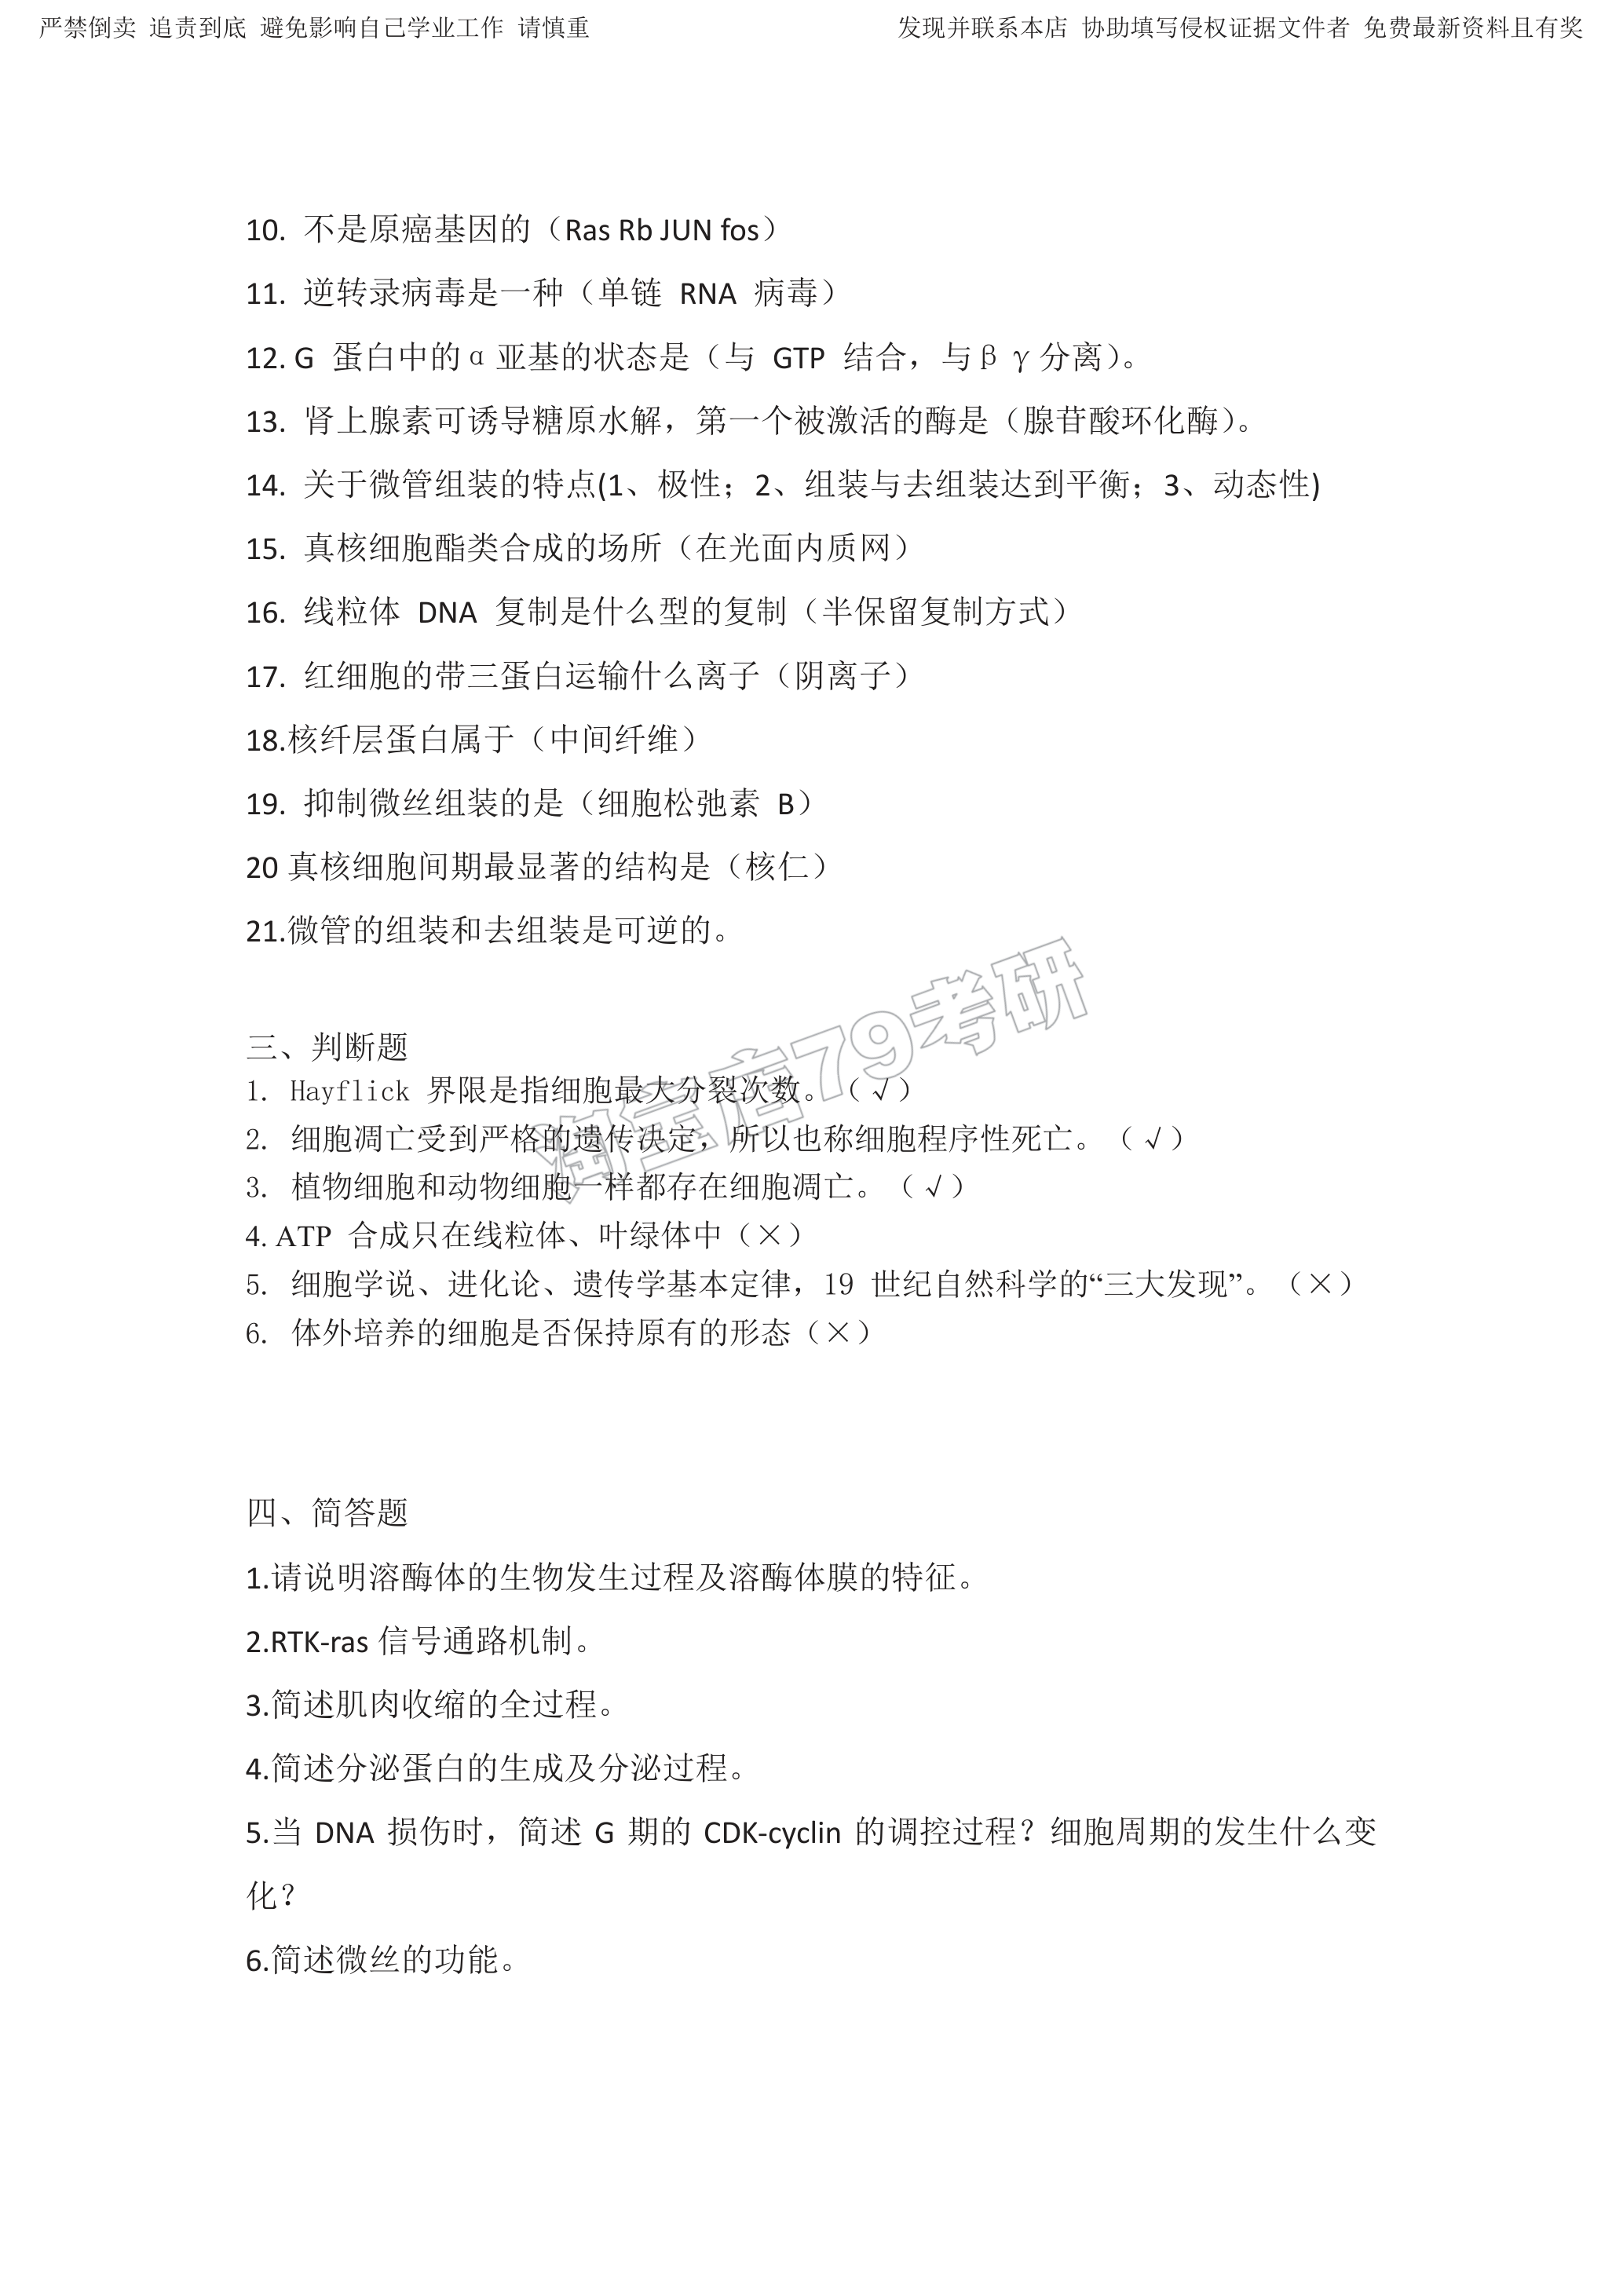 严禁倒卖 追责到底 避免影响自己学业工作 请慎重
发现并联系本店 协助填写侵权证据文件者 免费最新资料且有奖
10. 不是原癌基因的（Ras Rb JUN fos）
11. 逆转录病毒是一种（单链 RNA 病毒）
12. G 蛋白中的α亚基的状态是（与 GTP 结合，与βγ分离）。
13. 肾上腺素可诱导糖原水解，第一个被激活的酶是（腺苷酸环化酶）。
14. 关于微管组装的特点(1、极性；2、组装与去组装达到平衡；3、动态性)
15. 真核细胞酯类合成的场所（在光面内质网）
16. 线粒体 DNA 复制是什么型的复制（半保留复制方式）
17. 红细胞的带三蛋白运输什么离子（阴离子）
18.核纤层蛋白属于（中间纤维）
19. 抑制微丝组装的是（细胞松弛素 B）
20 真核细胞间期最显著的结构是（核仁）
21.微管的组装和去组装是可逆的。
淘宝店79考研
三、判断题
1. Hayflick 界限是指细胞最大分裂次数。（√）
2. 细胞凋亡受到严格的遗传决定，所以也称细胞程序性死亡。（√）
3. 植物细胞和动物细胞一样都存在细胞凋亡。（√）
4. ATP 合成只在线粒体、叶绿体中（×）
5. 细胞学说、进化论、遗传学基本定律，19 世纪自然科学的“三大发现”。（×）
6. 体外培养的细胞是否保持原有的形态（×）
四、简答题
1.请说明溶酶体的生物发生过程及溶酶体膜的特征。
2.RTK-ras 信号通路机制。
3.简述肌肉收缩的全过程。
4.简述分泌蛋白的生成及分泌过程。
5.当 DNA 损伤时，简述 G 期的 CDK-cyclin 的调控过程？细胞周期的发生什么变
化？
6.简述微丝的功能。